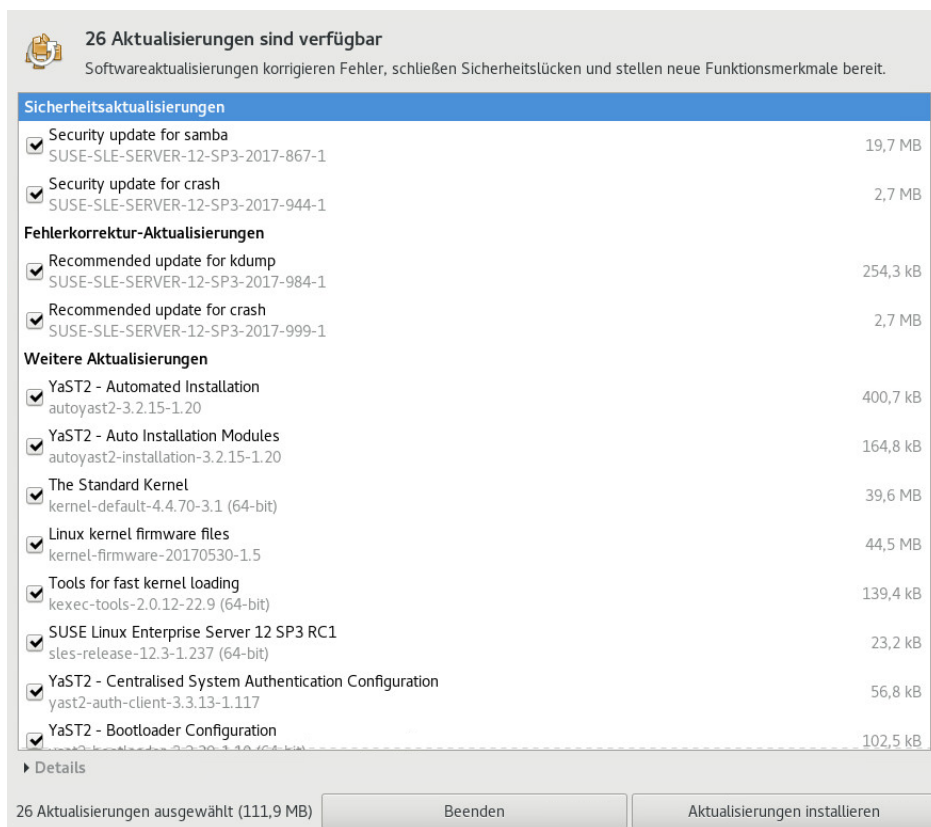 26 Aktualisierungen sind verfügbar
Softwareaktualisierungen korrigieren Fehler, schließen Sicherheitslücken und stellen neue Funktionsmerkmale bereit.
Sicherheitsaktualisierungen
Security update for samba
SUSE-SLE-SERVER-12-SP3-2017-867-1
19,7 MB
Security update for crash
SUSE-SLE-SERVER-12-SP3-2017-944-1
2,7 MB
Fehlerkorrektur-Aktualisierungen
Recommended update for kdump
SUSE-SLE-SERVER-12-SP3-2017-984-1
254,3 kB
Recommended update for crash
SUSE-SLE-SERVER-12-SP3-2017-999-1
2,7 MB
Weitere Aktualisierungen
YaST2 - Automated Installation
autoyast2-3.2.15-1.20
400,7 kB
YaST2 - Auto Installation Modules
autoyast2-installation-3.2.15-1.20
164,8 kB
The Standard Kernel
kernel-default-4.4.70-3.1 (64-bit)
39,6 MB
Linux kernel firmware files
kernel-firmware-20170530-1.5
44,5 MB
Tools for fast kernel loading
kexec-tools-2.0.12-22.9 (64-bit)
139,4 kB
SUSE Linux Enterprise Server 12 SP3 RC1
sles-release-12.3-1.237 (64-bit)
23,2 kB
YaST2 - Centralised System Authentication Configuration
yast2-auth-client-3.3.13-1.117
56,8 kB
YaST2 - Bootloader Configuration
102,5 kB
Details
26 Aktualisierungen ausgewählt (111,9 MB)
Beenden
Aktualisierungen installieren